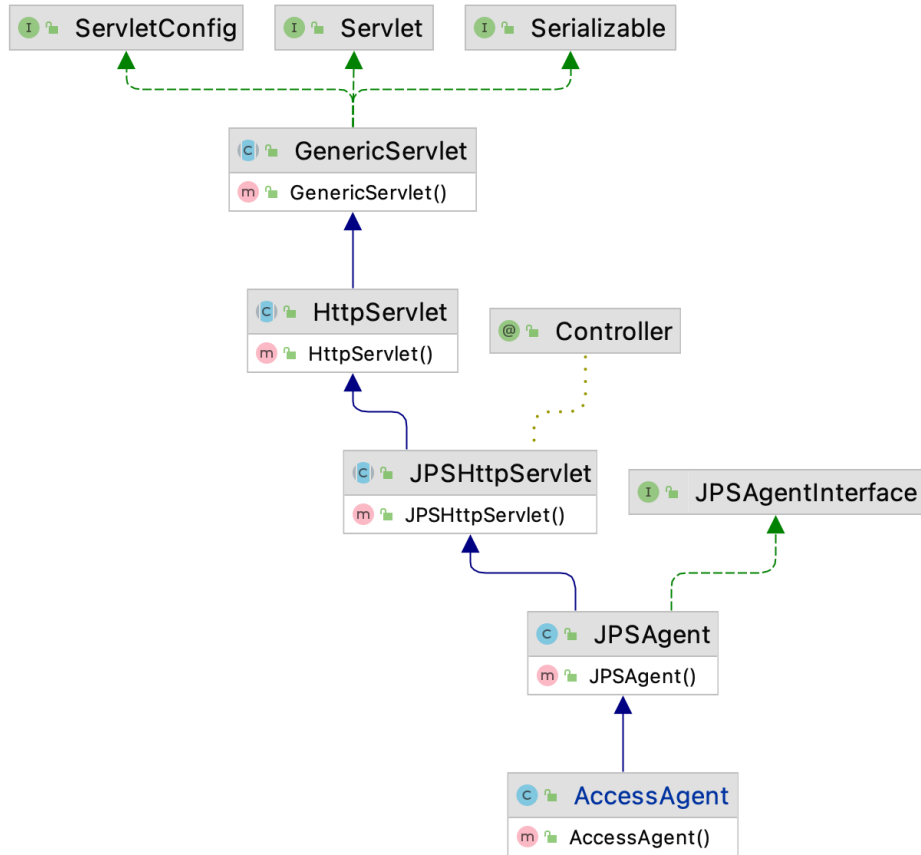 I ServletConfig
I Servlet
I Serializable
C GenericServlet
m GenericServlet()
C HttpServlet
m HttpServlet()
@ Controller
C JPSHttpServlet
m JPSHttpServlet()
I JPSAgentInterface
C JPSAgent
m JPSAgent()
C AccessAgent
m AccessAgent()